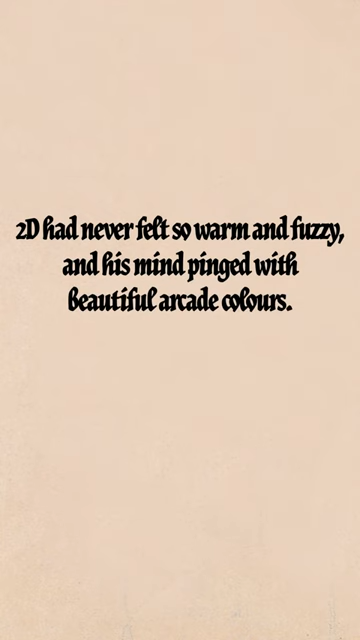 2D had never felt so warm and fuzzy,
and his mind pinged with
beautiful arcade colours.